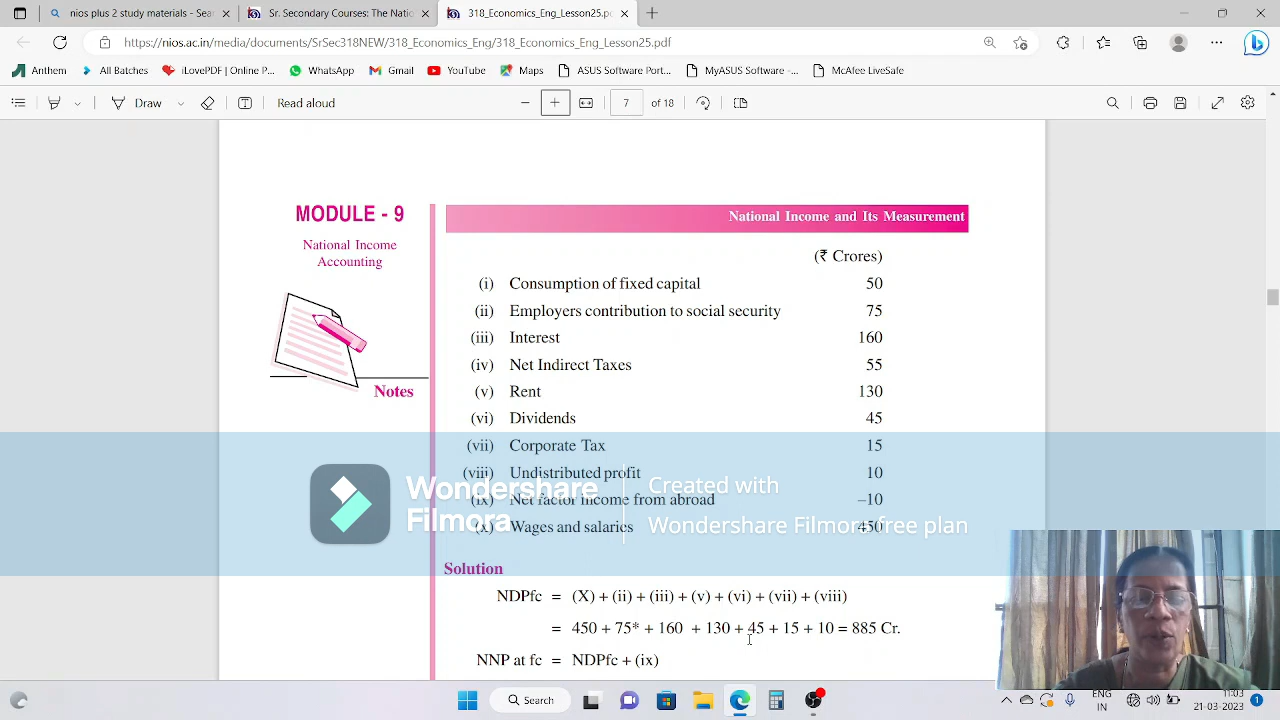 nios plus 2 study materials - Sear
Sr. Secondary Courses :The Natio
318_Economics_Eng_Lesson25.pd
https://nios.ac.in/media/documents/SrSec318NEW/318_Economics_Eng/318_Economics_Eng_Lesson25.pdf
Anthem
All Batches
iLovePDF | Online P...
WhatsApp
Gmail
YouTube
Maps
ASUS Software Port...
MyASUS Software -...
McAfee LiveSafe
Draw
Read aloud
7 of 18
MODULE - 9
National Income
Accounting
Notes
National Income and Its Measurement
(₹ Crores)
(i) Consumption of fixed capital 50
(ii) Employers contribution to social security 75
(iii) Interest 160
(iv) Net Indirect Taxes 55
(v) Rent 130
(vi) Dividends 45
(vii) Corporate Tax 15
(viii) Undistributed profit 10
(ix) Net factor income from abroad –10
(x) Wages and salaries 450
Wondershare
Filmora
Created with
Wondershare Filmora free plan
Solution
NDPfc = (X) + (ii) + (iii) + (v) + (vi) + (vii) + (viii)
= 450 + 75* + 160 + 130 + 45 + 15 + 10 = 885 Cr.
NNP at fc = NDPfc + (ix)
Search
ENG
IN
11:03
21-03-2023
1